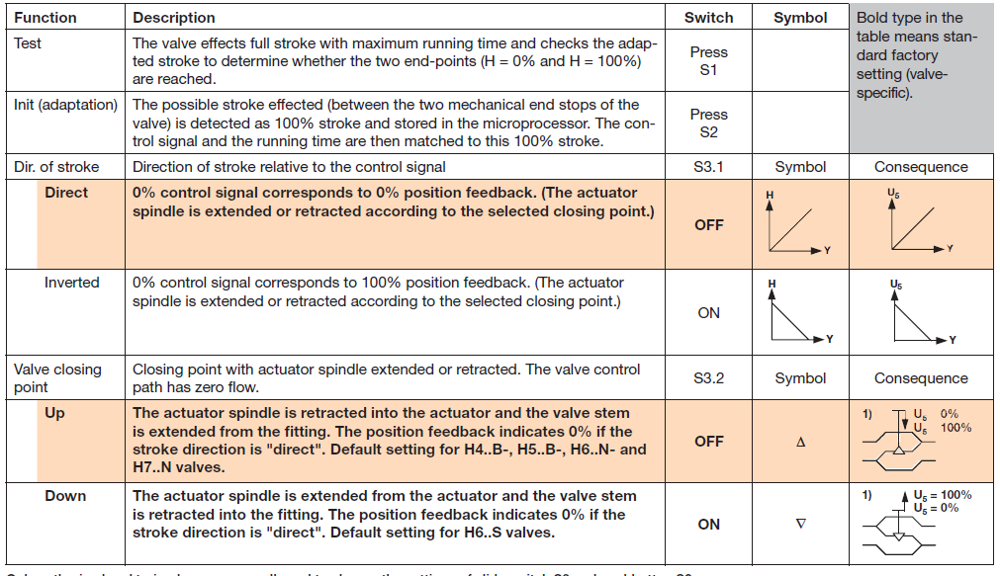 Function Description Switch Symbol Bold type in the
table means stan-
dard factory
setting (valve-
specific).
Test The valve effects full stroke with maximum running time and checks the adap-
ted stroke to determine whether the two end-points (H = 0% and H = 100%)
are reached.
Press
S1
Init (adaptation) The possible stroke effected (between the two mechanical end stops of the
valve) is detected as 100% stroke and stored in the microprocessor. The con-
trol signal and the running time are then matched to this 100% stroke.
Press
S2
Dir. of stroke Direction of stroke relative to the control signal S3.1 Symbol Consequence
Direct 0% control signal corresponds to 0% position feedback. (The actuator
spindle is extended or retracted according to the selected closing point.)
OFF
H
Y
U5
Y
Inverted 0% control signal corresponds to 100% position feedback. (The actuator
spindle is extended or retracted according to the selected closing point.)
ON
H
Y
U5
Y
Valve closing
point
Closing point with actuator spindle extended or retracted. The valve control
path has zero flow.
S3.2 Symbol Consequence
Up The actuator spindle is retracted into the actuator and the valve stem
is extended from the fitting. The position feedback indicates 0% if the
stroke direction is "direct". Default setting for H4..B-, H5..B-, H6..N- and
H7..N valves.
OFF Δ
1) U5 0%
U5 100%
Down The actuator spindle is extended from the actuator and the valve stem
is retracted into the fitting. The position feedback indicates 0% if the
stroke direction is "direct". Default setting for H6..S valves.
ON ∇
1) U5 = 100%
U5 = 0%